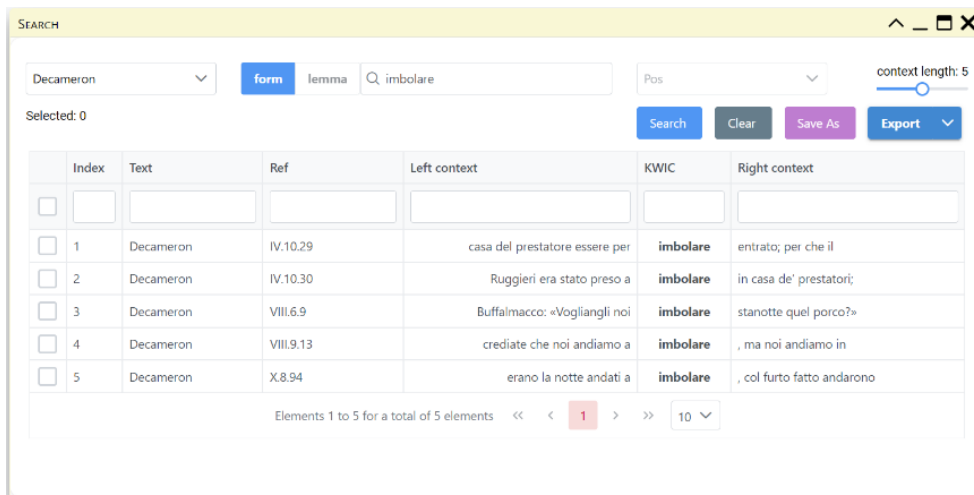 SEARCH
Decameron form lemma imbolare Pos context length: 5
Selected: 0 Search Clear Save As Export
Index Text Ref Left context KWIC Right context
1 Decameron IV.10.29 casa del prestatore essere per imbolare entrato; per che il
2 Decameron IV.10.30 Ruggieri era stato preso a imbolare in casa de' prestatori;
3 Decameron VIII.6.9 Buffalmacco: «Vogliangli noi imbolare stanotte quel porco?»
4 Decameron VIII.9.13 crediate che noi andiamo a imbolare , ma noi andiamo in
5 Decameron X.8.94 erano la notte andati a imbolare , col furto fatto andarono
Elements 1 to 5 for a total of 5 elements << < 1 > >> 10